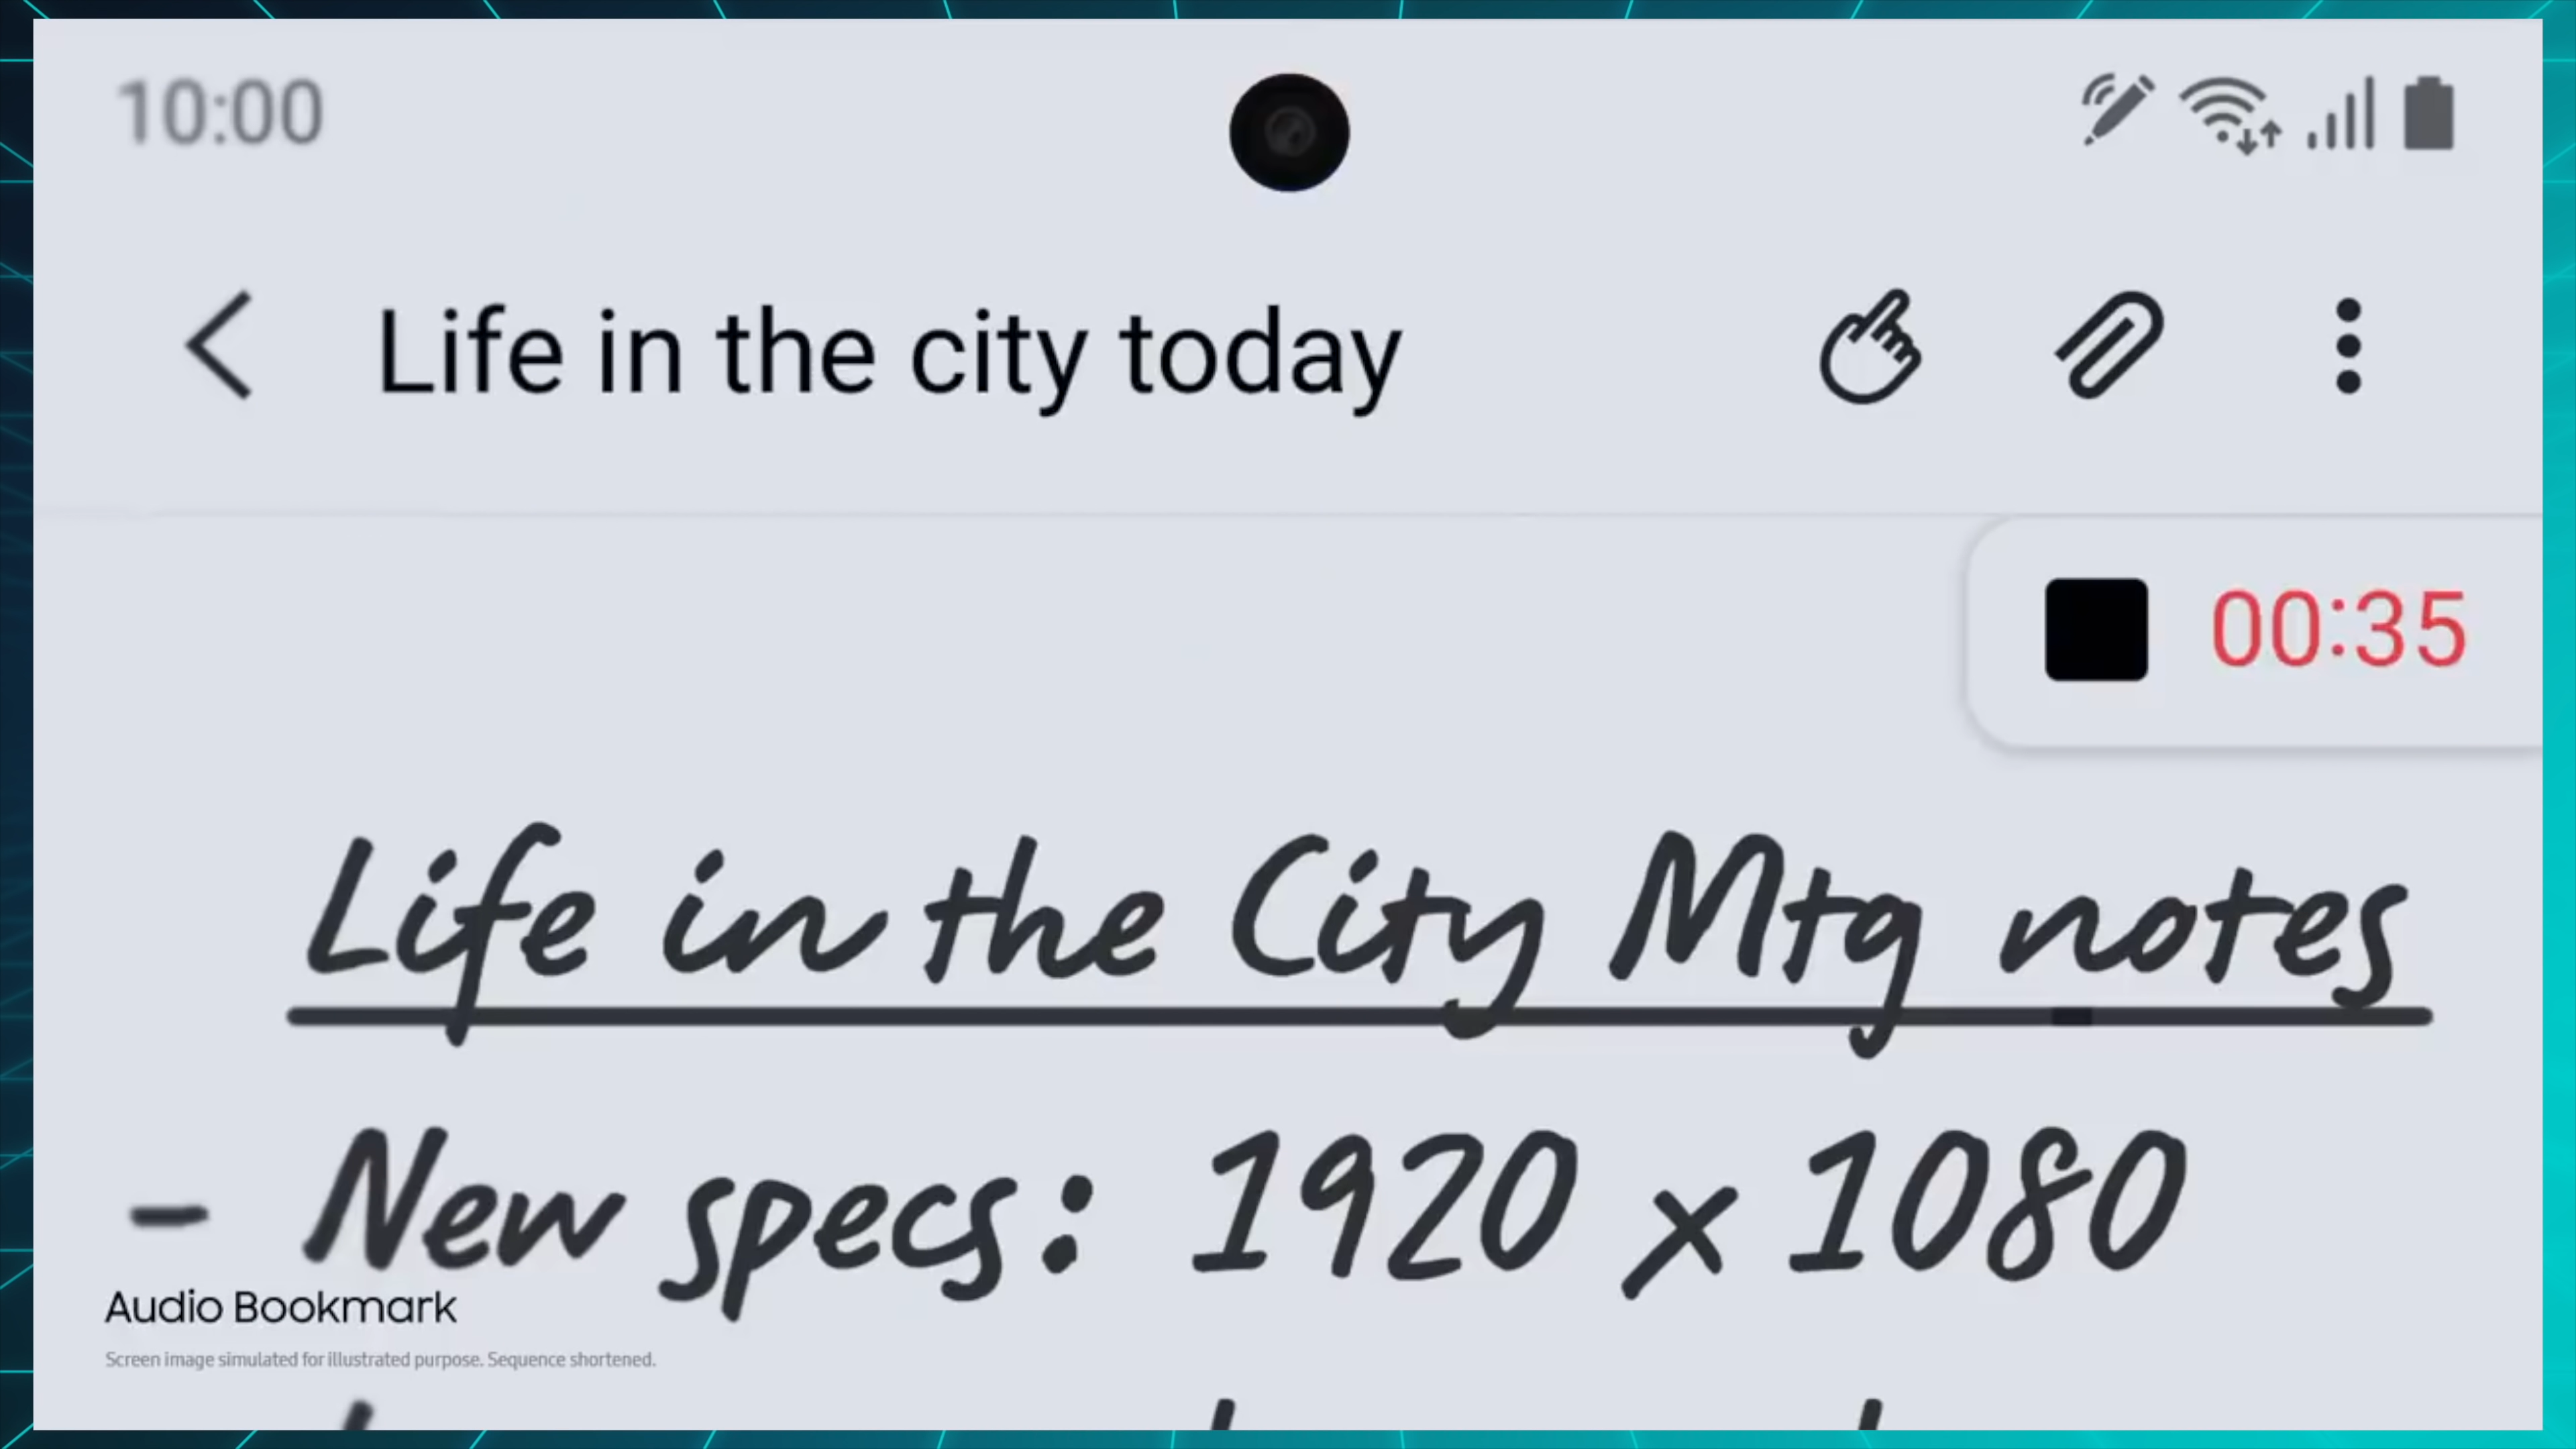 10:00
Life in the city today
00:35
Life in the City Mtg notes
- New specs: 1920 x 1080
Audio Bookmark
Screen image simulated for illustrated purpose. Sequence shortened.